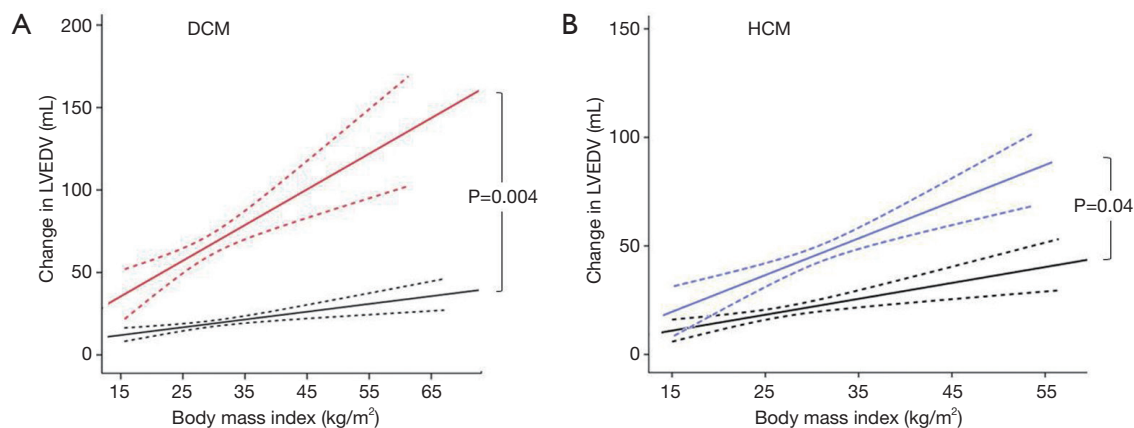 A
DCM
Change in LVEDV (mL)
200
150
100
50
0
15 25 35 45 55 65
Body mass index (kg/m²)
P=0.004
B
HCM
Change in LVEDV (mL)
150
100
50
0
15 25 35 45 55
Body mass index (kg/m²)
P=0.04